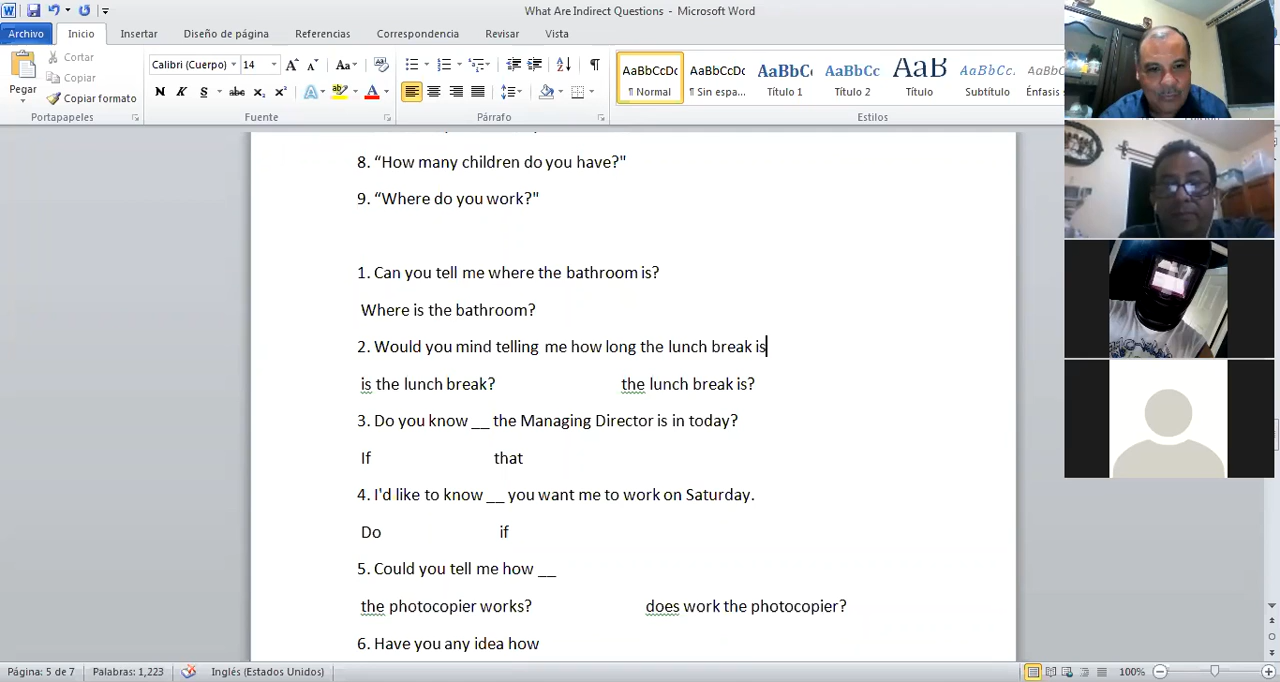 What Are Indirect Questions - Microsoft Word
Archivo Inicio Insertar Diseño de página Referencias Correspondencia Revisar Vista
Cortar
Copiar
Copiar formato
Pegar
Portapapeles
Calibri (Cuerpo) 14
Fuente
Párrafo
AaBbCcDc AaBbCcDc AaBbC AaBbCc AaB AaBbCc. AaBbCcDc
¶ Normal ¶ Sin espa... Título 1 Título 2 Título Subtítulo Énfasis
Estilos
8. “How many children do you have?"
9. “Where do you work?"
1. Can you tell me where the bathroom is?
Where is the bathroom?
2. Would you mind telling me how long the lunch break is
is the lunch break? the lunch break is?
3. Do you know __ the Managing Director is in today?
If that
4. I'd like to know __ you want me to work on Saturday.
Do if
5. Could you tell me how __
the photocopier works? does work the photocopier?
6. Have you any idea how
Página: 5 de 7 Palabras: 1,223 Inglés (Estados Unidos) 100%